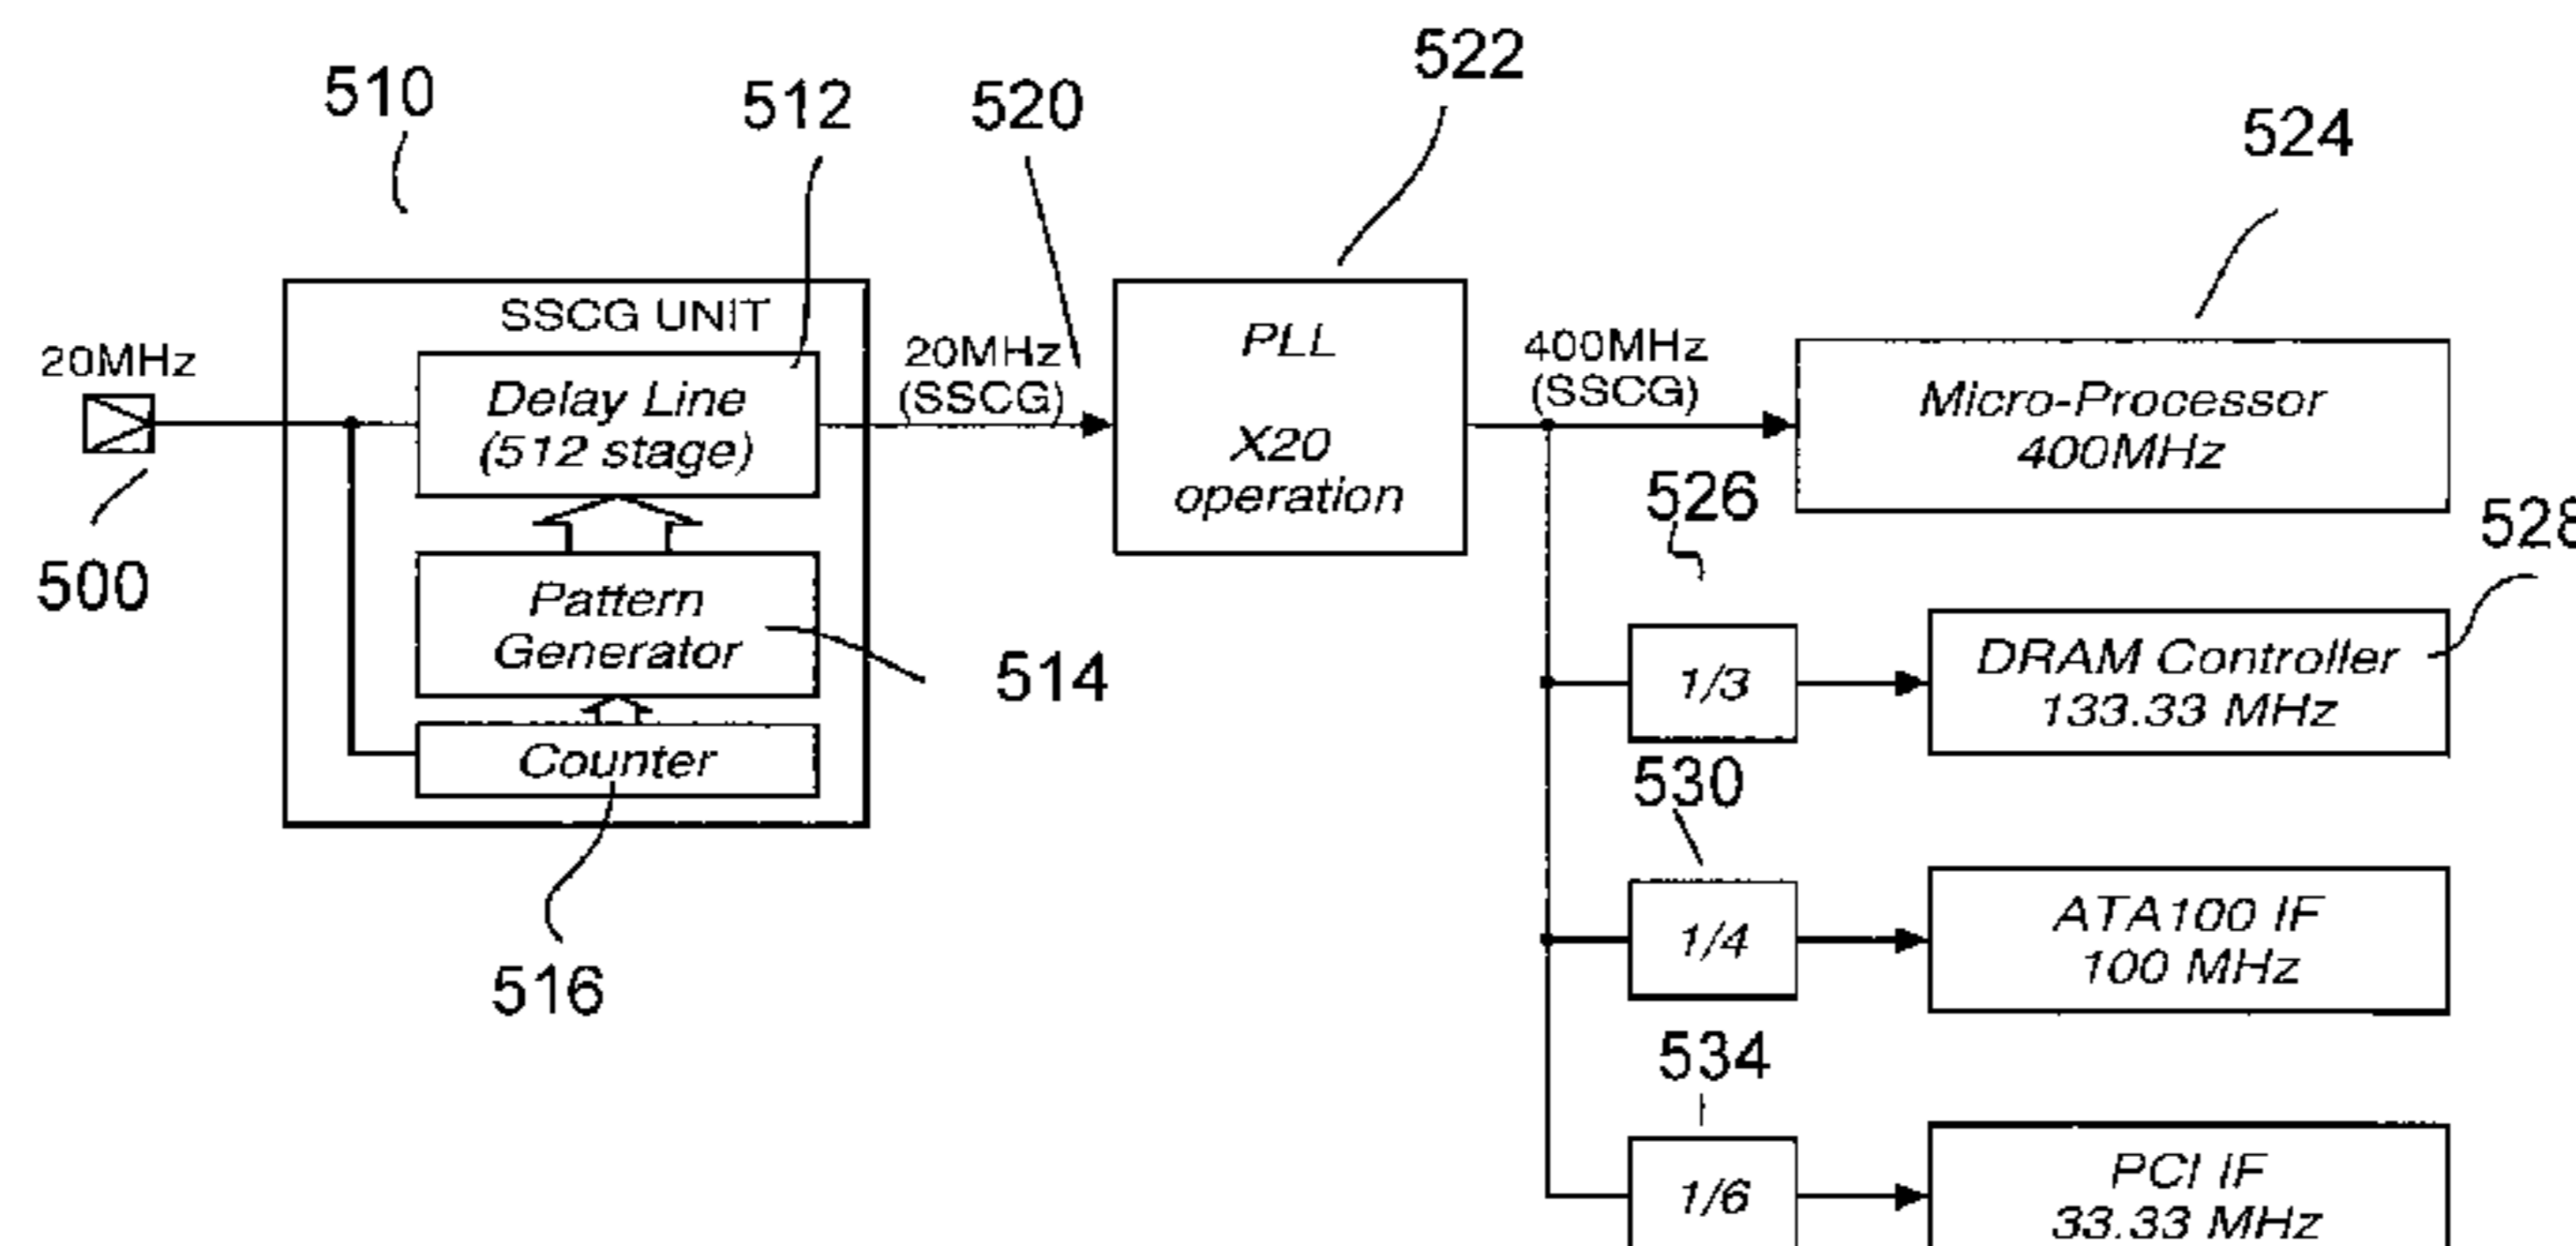 522
510
512
520
524
SSCG UNIT
20MHz
Delay Line
(512 stage)
20MHz
(SSCG)
PLL
X20
operation
400MHz
(SSCG)
Micro-Processor
400MHz
526
528
500
Pattern
Generator
514
1/3
DRAM Controller
133.33 MHz
Counter
530
516
1/4
ATA100 IF
100 MHz
534
1/6
PCI IF
33.33 MHz